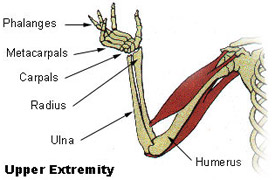 Phalanges
Metacarpals
Carpals
Radius
Ulna
Humerus
Upper Extremity